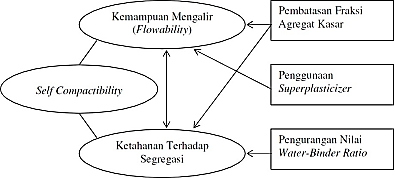 Kemampuan Mengalir
(Flowability)
Pembatasan Fraksi
Agregat Kasar
Self Compactibility
Penggunaan
Superplasticizer
Ketahanan Terhadap
Segregasi
Pengurangan Nilai
Water-Binder Ratio